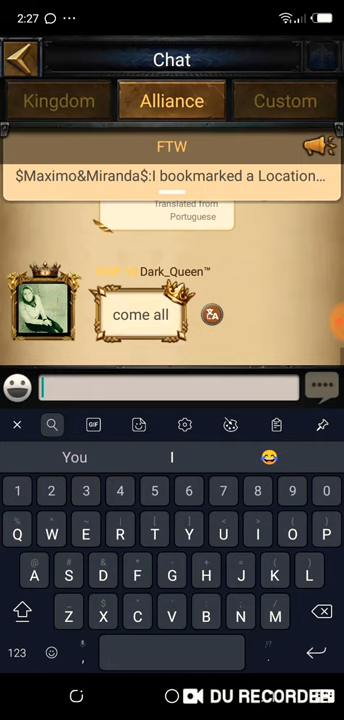 2:27
Chat
Kingdom
Alliance
Custom
FTW
$Maximo&Miranda$:I bookmarked a Location...
Translated from
Portuguese
Dark_Queen™
come all
GIF
You
I
1 2 3 4 5 6 7 8 9 0
Q W E R T Y U I O P
A S D F G H J K L
Z X C V B N M
123
DU RECORDER